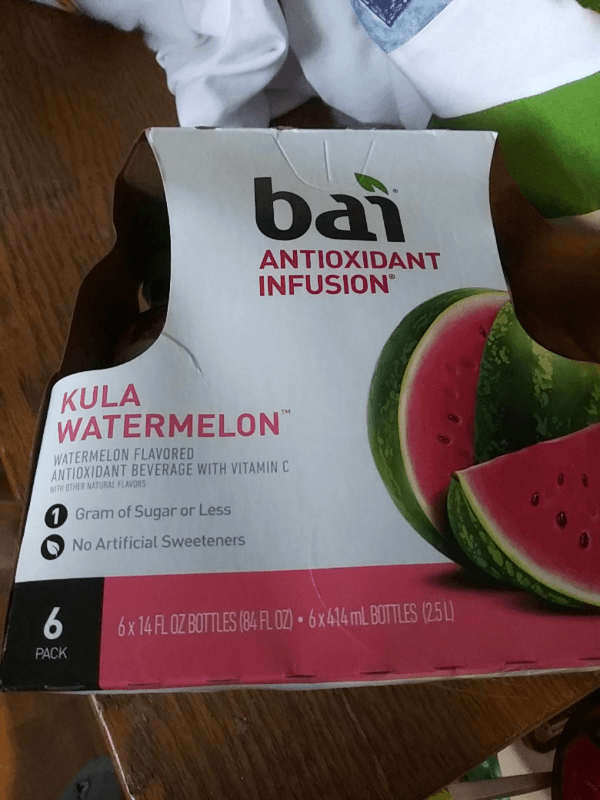 bai®
ANTIOXIDANT
INFUSION®
KULA
WATERMELON™
WATERMELON FLAVORED
ANTIOXIDANT BEVERAGE WITH VITAMIN C
WITH OTHER NATURAL FLAVORS
1 Gram of Sugar or Less
No Artificial Sweeteners
6 6 x 14 FL OZ BOTTLES (84 FL OZ) • 6 x 414 mL BOTTLES (2.5 L)
PACK